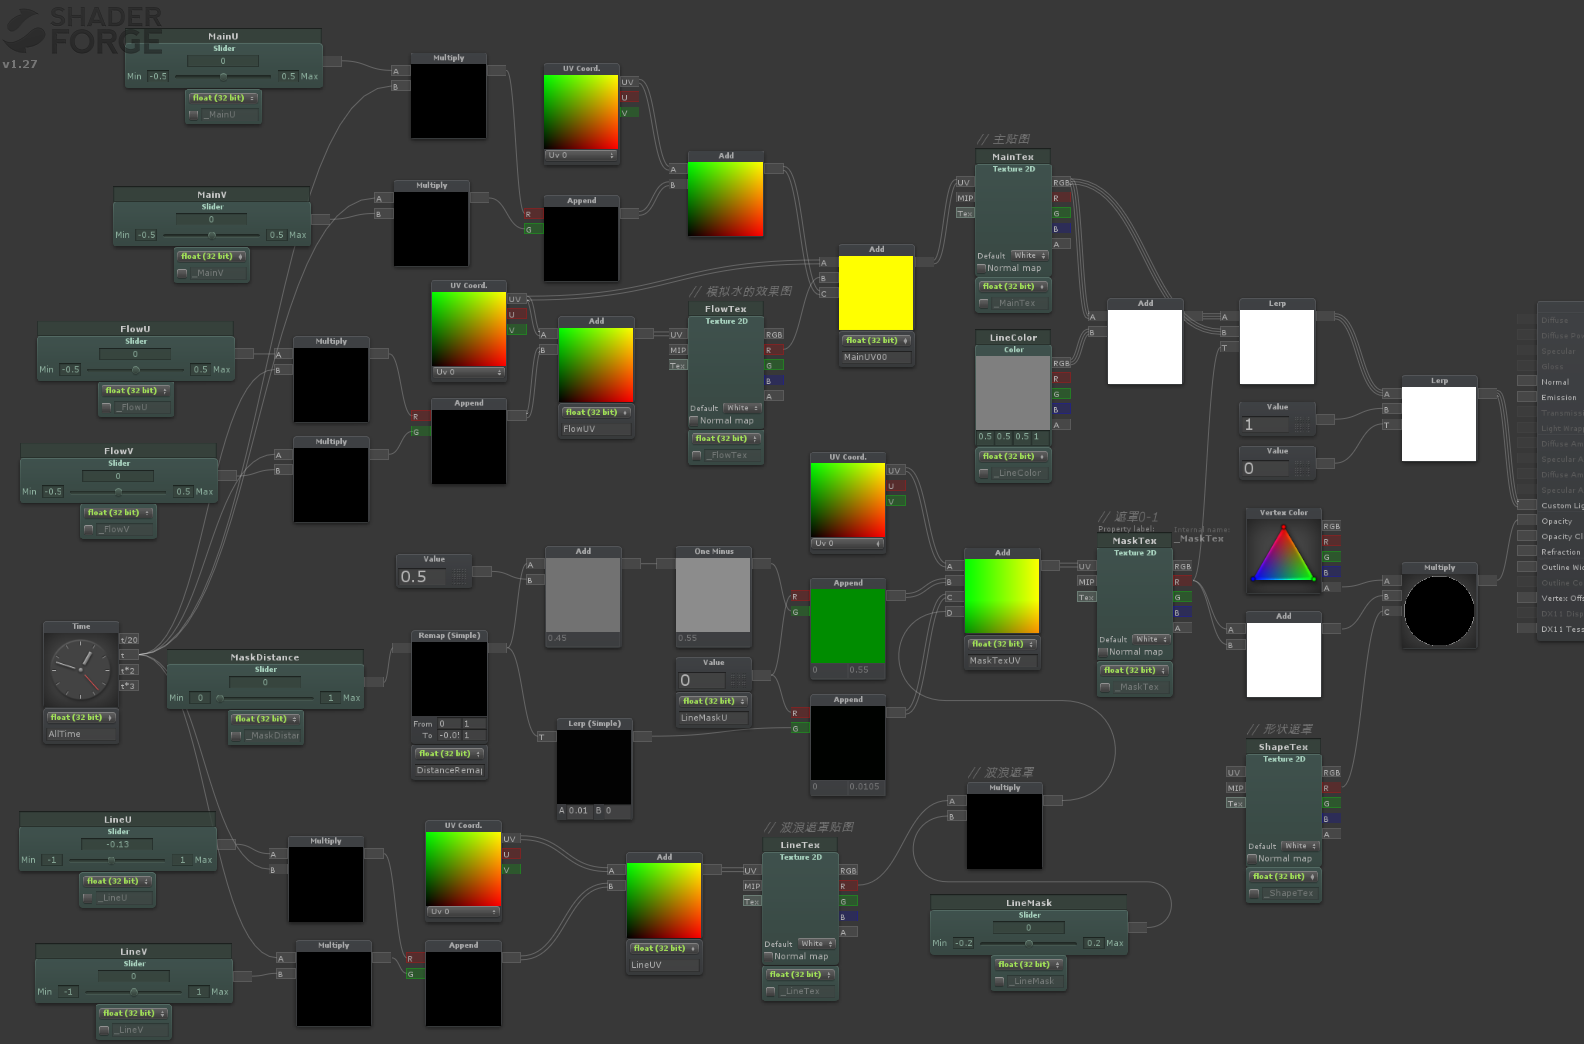 SHADER
FORGE
v1.27
MainU
Slider
0
Min -0.5 0.5 Max
float (32 bit)
_MainU
Multiply
A
B
UV Coord.
UV
U
V
Uv 0
MainV
Slider
0
Min -0.5 0.5 Max
float (32 bit)
_MainV
Multiply
A
B
Append
R
G
Add
A
B
// 主贴图
MainTex
Texture 2D
UV RGB
MIP R
Tex G
B
A
Default White
Normal map
float (32 bit)
_MainTex
Add
A
B
C
float (32 bit)
MainUV00
UV Coord.
UV
U
V
Uv 0
Add
A
B
float (32 bit)
FlowUV
// 模拟水的效果图
FlowTex
Texture 2D
UV RGB
MIP R
Tex G
B
A
Default White
Normal map
float (32 bit)
_FlowTex
FlowU
Slider
0
Min -0.5 0.5 Max
float (32 bit)
_FlowU
Multiply
A
B
FlowV
Slider
0
Min -0.5 0.5 Max
float (32 bit)
_FlowV
Multiply
A
B
Append
R
G
LineColor
Color
RGB
R
G
B
A
0.5 0.5 0.5 1
float (32 bit)
_LineColor
Add
A
B
Lerp
A
B
T
Value
1
Value
0
Lerp
A
B
T
Diffuse
Specular
Gloss
Normal
Emission
Transmiss
Light Wrap
Diffuse Am
Specular A
Diffuse Am
Specular A
Custom Lig
Opacity
Opacity Cl
Refraction
Outline Wi
Outline Co
Vertex Offs
DX11 Disp
DX11 Tess
UV Coord.
UV
U
V
Uv 0
Value
0.5
Add
A
B
0.45
One Minus
0.55
Append
R
G
0 0.55
Add
A
B
C
D
float (32 bit)
MaskTexUV
// 遮罩0-1
Property label: Internal name:
_MaskTex
MaskTex
Texture 2D
UV RGB
MIP R
Tex G
B
A
Default White
Normal map
float (32 bit)
_MaskTex
Vertex Color
RGB
R
G
B
A
Add
A
B
Multiply
A
B
C
Time
t/20
t
t*2
t*3
float (32 bit)
AllTime
MaskDistance
Slider
0
Min 0 1 Max
float (32 bit)
_MaskDistar
Remap (Simple)
From 0 1
To -0.0! 1
float (32 bit)
DistanceRemap
Value
0
float (32 bit)
LineMaskU
Lerp (Simple)
T
A 0.01 B 0
Append
R
G
0 0.0105
// 形状遮罩
ShapeTex
Texture 2D
UV RGB
MIP R
Tex G
B
A
Default White
Normal map
float (32 bit)
_ShapeTex
// 波浪遮罩
Multiply
A
B
LineU
Slider
-0.13
Min -1 1 Max
float (32 bit)
_LineU
Multiply
A
B
UV Coord.
UV
U
V
Uv 0
Add
A
B
float (32 bit)
LineUV
// 波浪遮罩贴图
LineTex
Texture 2D
UV RGB
MIP R
Tex G
B
A
Default White
Normal map
float (32 bit)
_LineTex
LineMask
Slider
0
Min -0.2 0.2 Max
float (32 bit)
_LineMask
LineV
Slider
0
Min -1 1 Max
float (32 bit)
_LineV
Multiply
A
B
Append
R
G